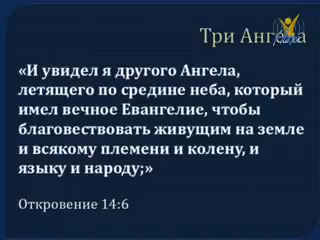 Три Ангела
«И увидел я другого Ангела,
летящего по средине неба, который
имел вечное Евангелие, чтобы
благовествовать живущим на земле
и всякому племени и колену, и
языку и народу;»
Откровение 14:6